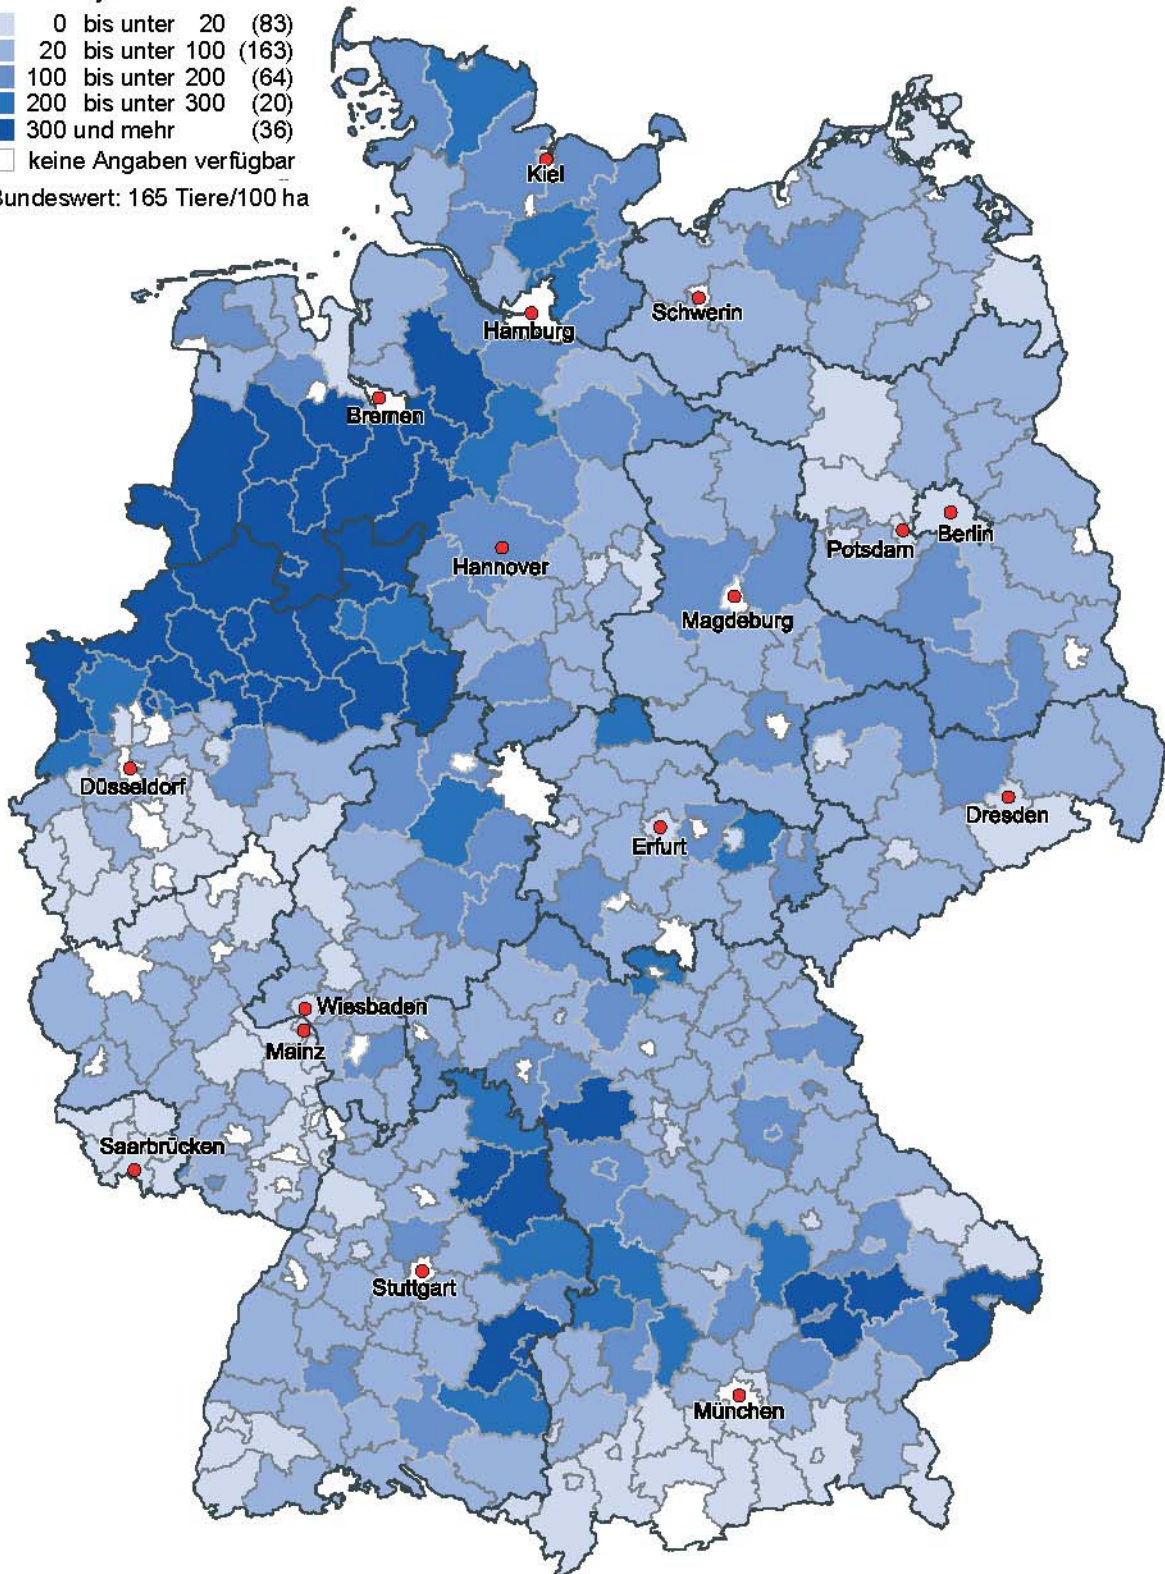 0 bis unter 20 (83)
20 bis unter 100 (163)
100 bis unter 200 (64)
200 bis unter 300 (20)
300 und mehr (36)
keine Angaben verfügbar
Bundeswert: 165 Tiere/100 ha
Kiel
Schwerin
Hamburg
Bremen
Berlin
Potsdam
Hannover
Magdeburg
Düsseldorf
Dresden
Erfurt
Wiesbaden
Mainz
Saarbrücken
Stuttgart
München